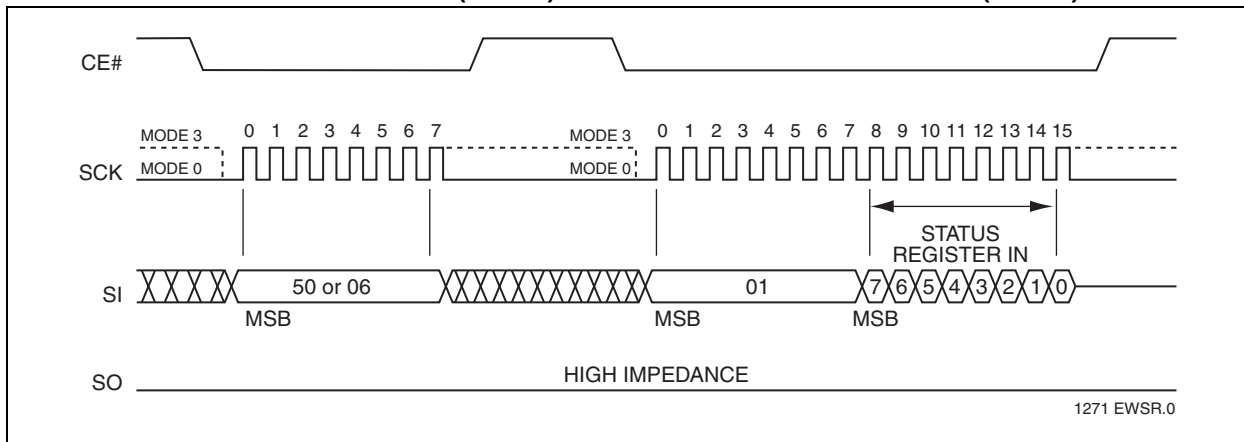 CE#
MODE 3 0 1 2 3 4 5 6 7 MODE 3 0 1 2 3 4 5 6 7 8 9 10 11 12 13 14 15
SCK MODE 0 MODE 0
STATUS
REGISTER IN
SI 50 or 06 01 7 6 5 4 3 2 1 0
MSB MSB MSB
SO HIGH IMPEDANCE
1271 EWSR.0